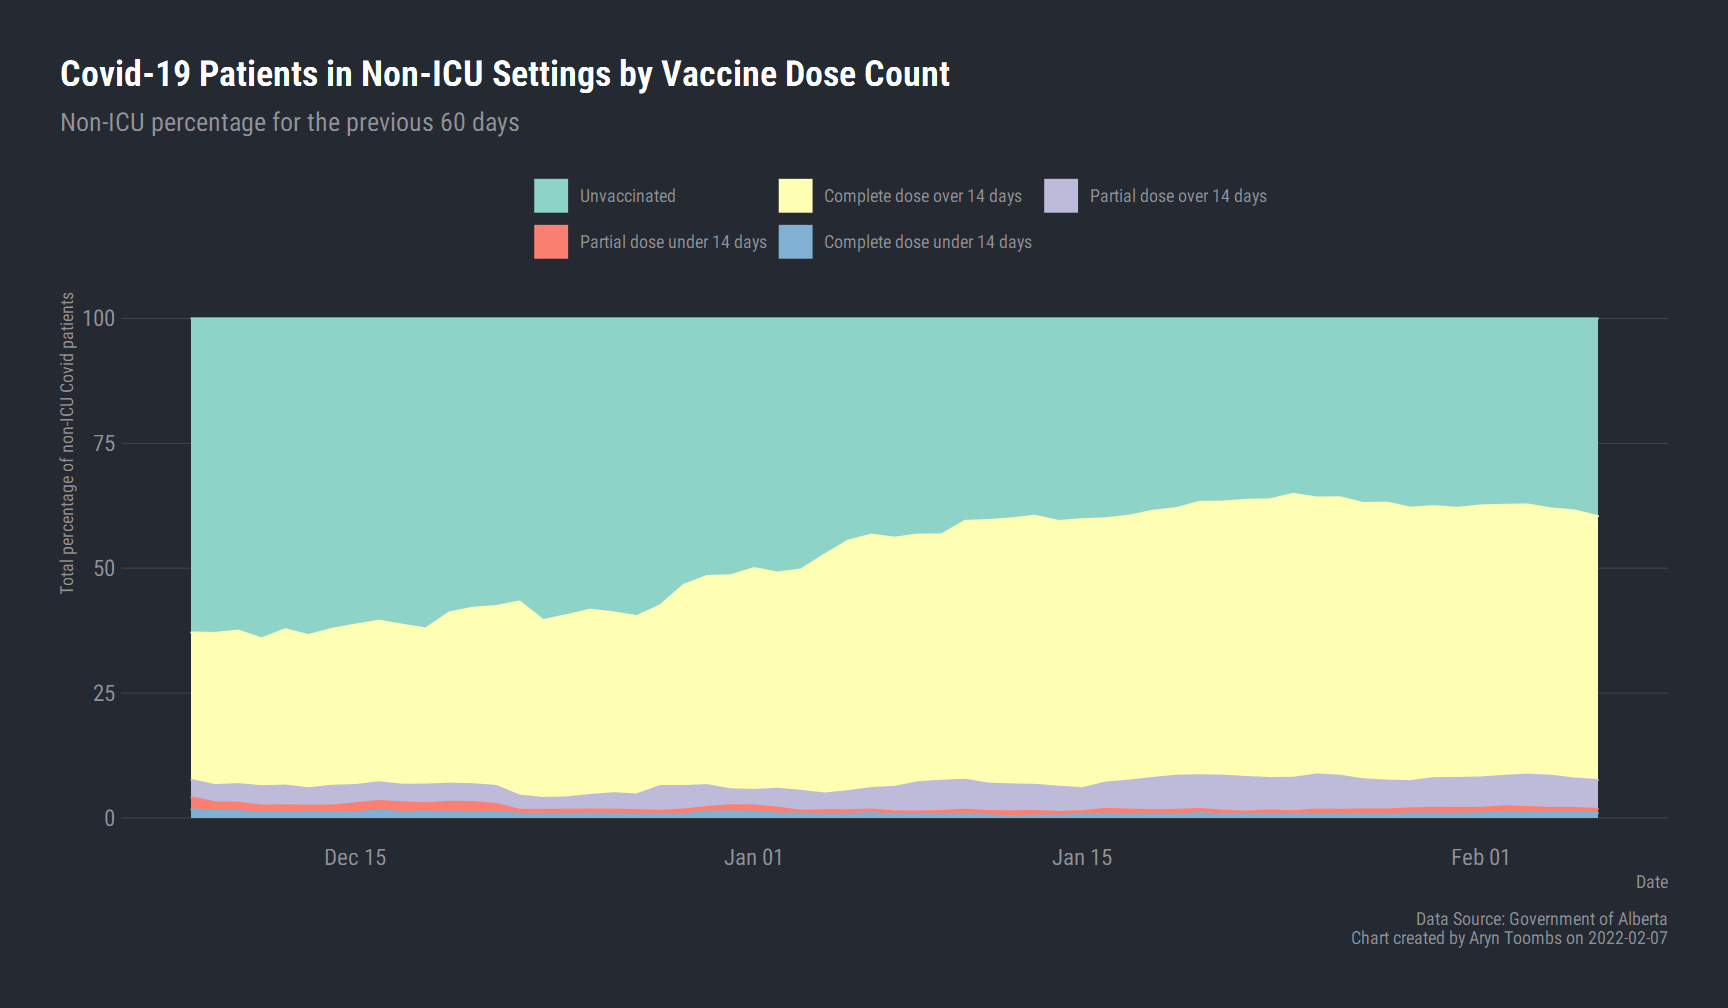 Covid-19 Patients in Non-ICU Settings by Vaccine Dose Count
Non-ICU percentage for the previous 60 days
Unvaccinated
Complete dose over 14 days
Partial dose over 14 days
Partial dose under 14 days
Complete dose under 14 days
Total percentage of non-ICU Covid patients
100
75
50
25
0
Dec 15
Jan 01
Jan 15
Feb 01
Date
Data Source: Government of Alberta
Chart created by Aryn Toombs on 2022-02-07